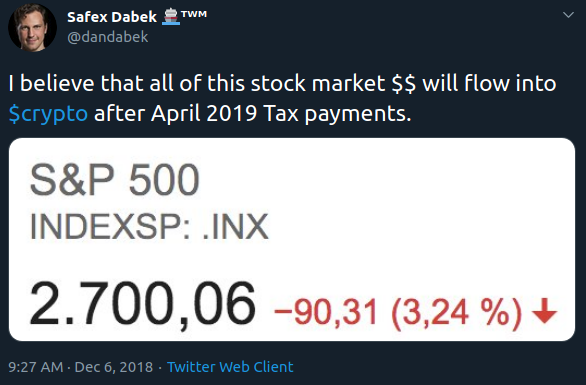 Safex Dabek 🚢™
@dandabek
I believe that all of this stock market $$ will flow into
$crypto after April 2019 Tax payments.
S&P 500
INDEXSP: .INX
2.700,06 −90,31 (3,24 %) ↓
9:27 AM · Dec 6, 2018 · Twitter Web Client